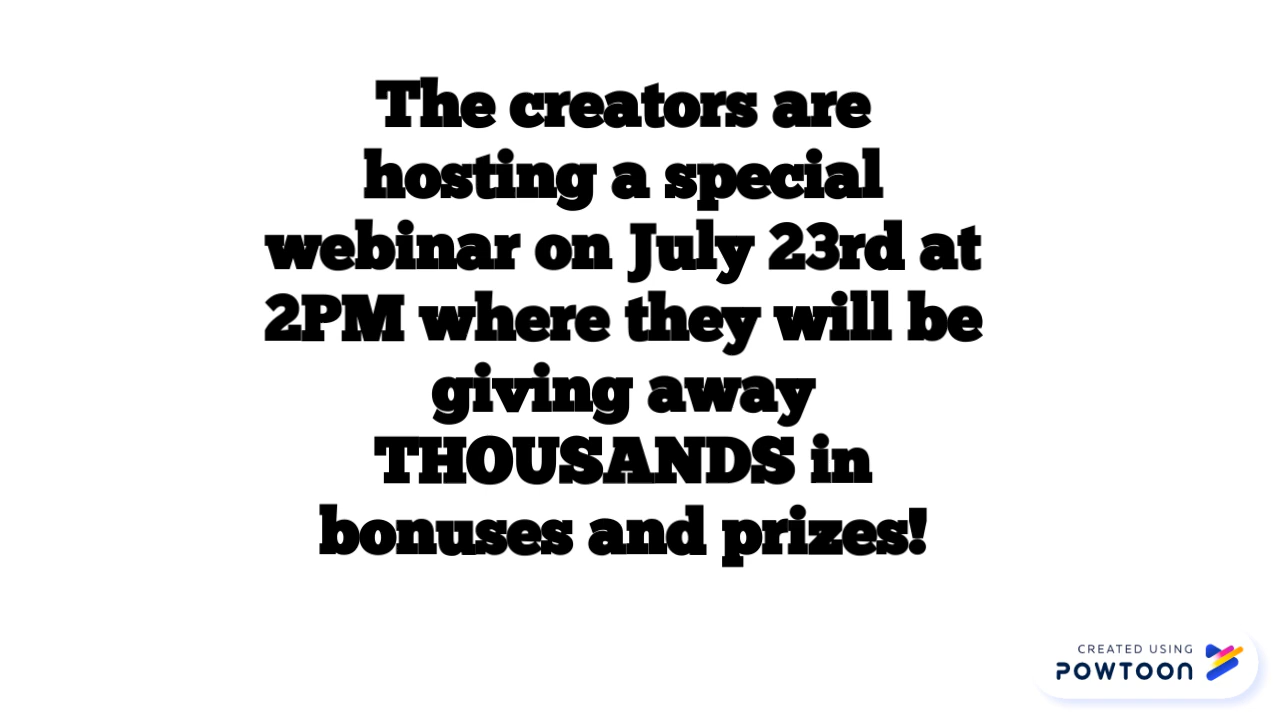 The creators are
hosting a special
webinar on July 23rd at
2PM where they will be
giving away
THOUSANDS in
bonuses and prizes!
CREATED USING
POWTOON